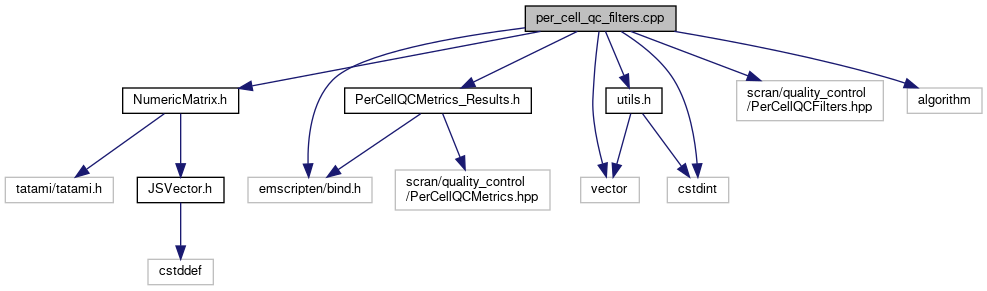 per_cell_qc_filters.cpp
NumericMatrix.h
PerCellQCMetrics_Results.h
utils.h
scran/quality_control
/PerCellQCFilters.hpp
algorithm
tatami/tatami.h
JSVector.h
emscripten/bind.h
scran/quality_control
/PerCellQCMetrics.hpp
vector
cstdint
cstddef